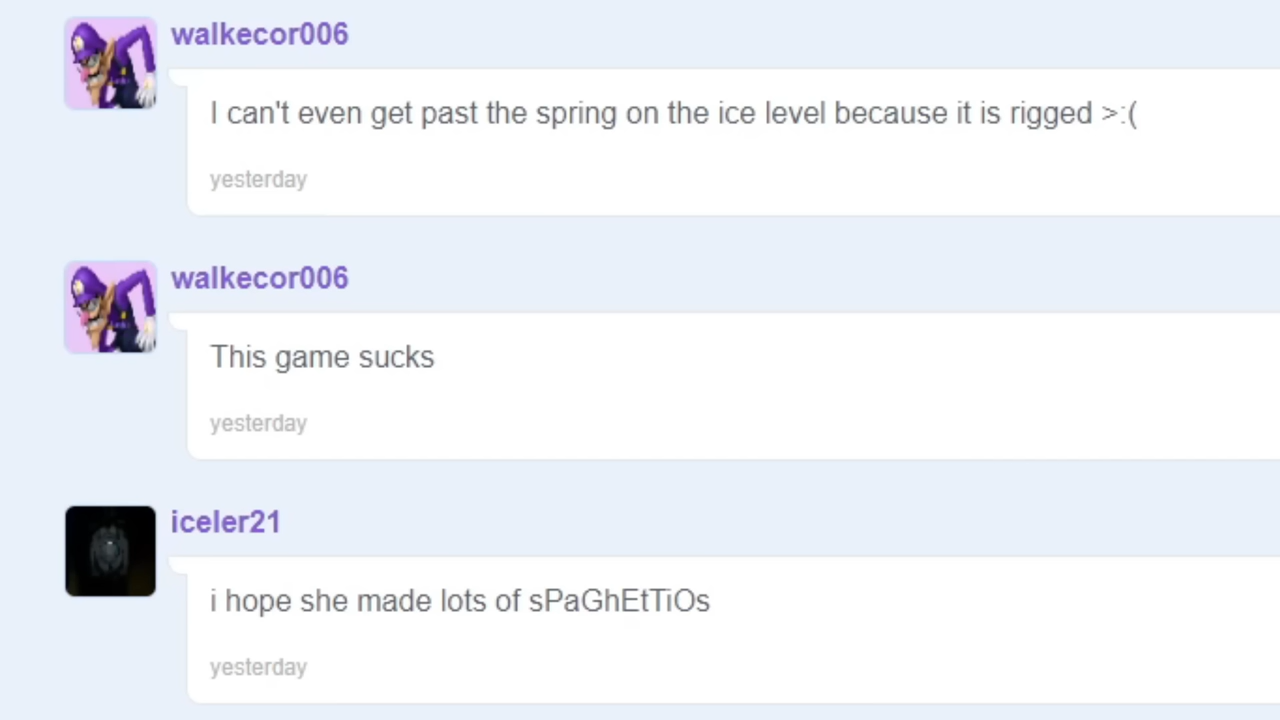 walkecor006
I can't even get past the spring on the ice level because it is rigged >:(
yesterday
walkecor006
This game sucks
yesterday
iceler21
i hope she made lots of sPaGhEtTiOs
yesterday